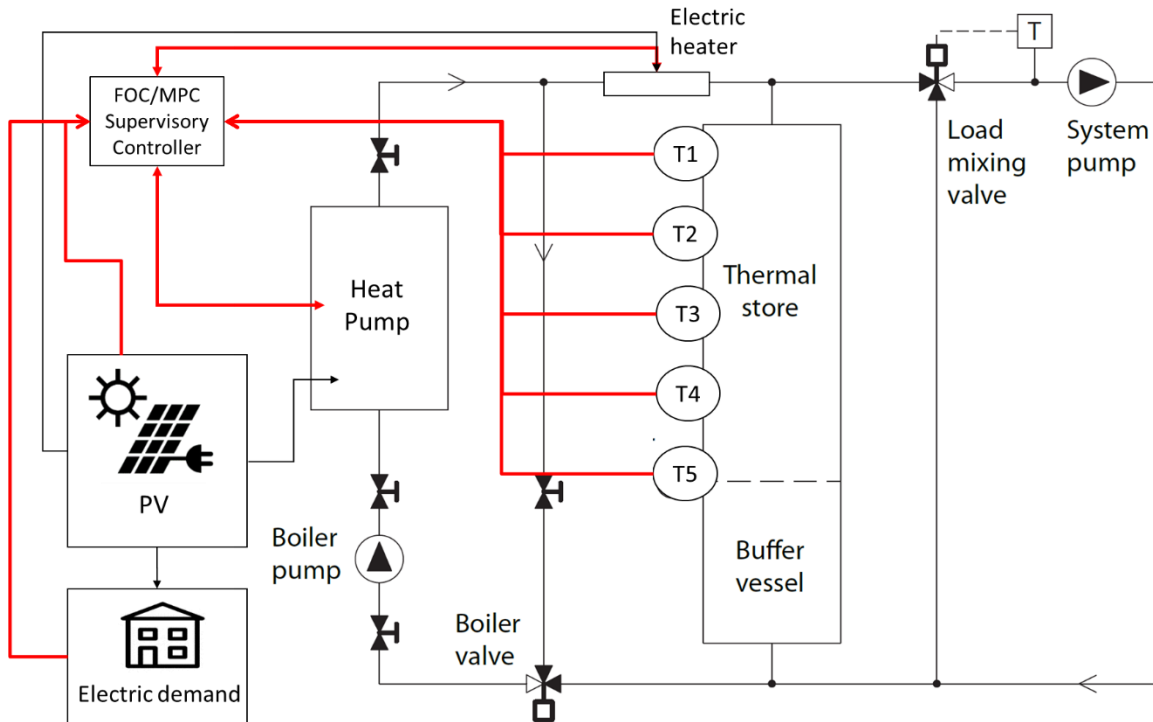 Electric
heater
T
FOC/MPC
Supervisory
Controller
T1
Load
mixing
valve
System
pump
T2
Heat
Pump
Thermal
store
T3
T4
T5
PV
Boiler
pump
Buffer
vessel
Boiler
valve
Electric demand